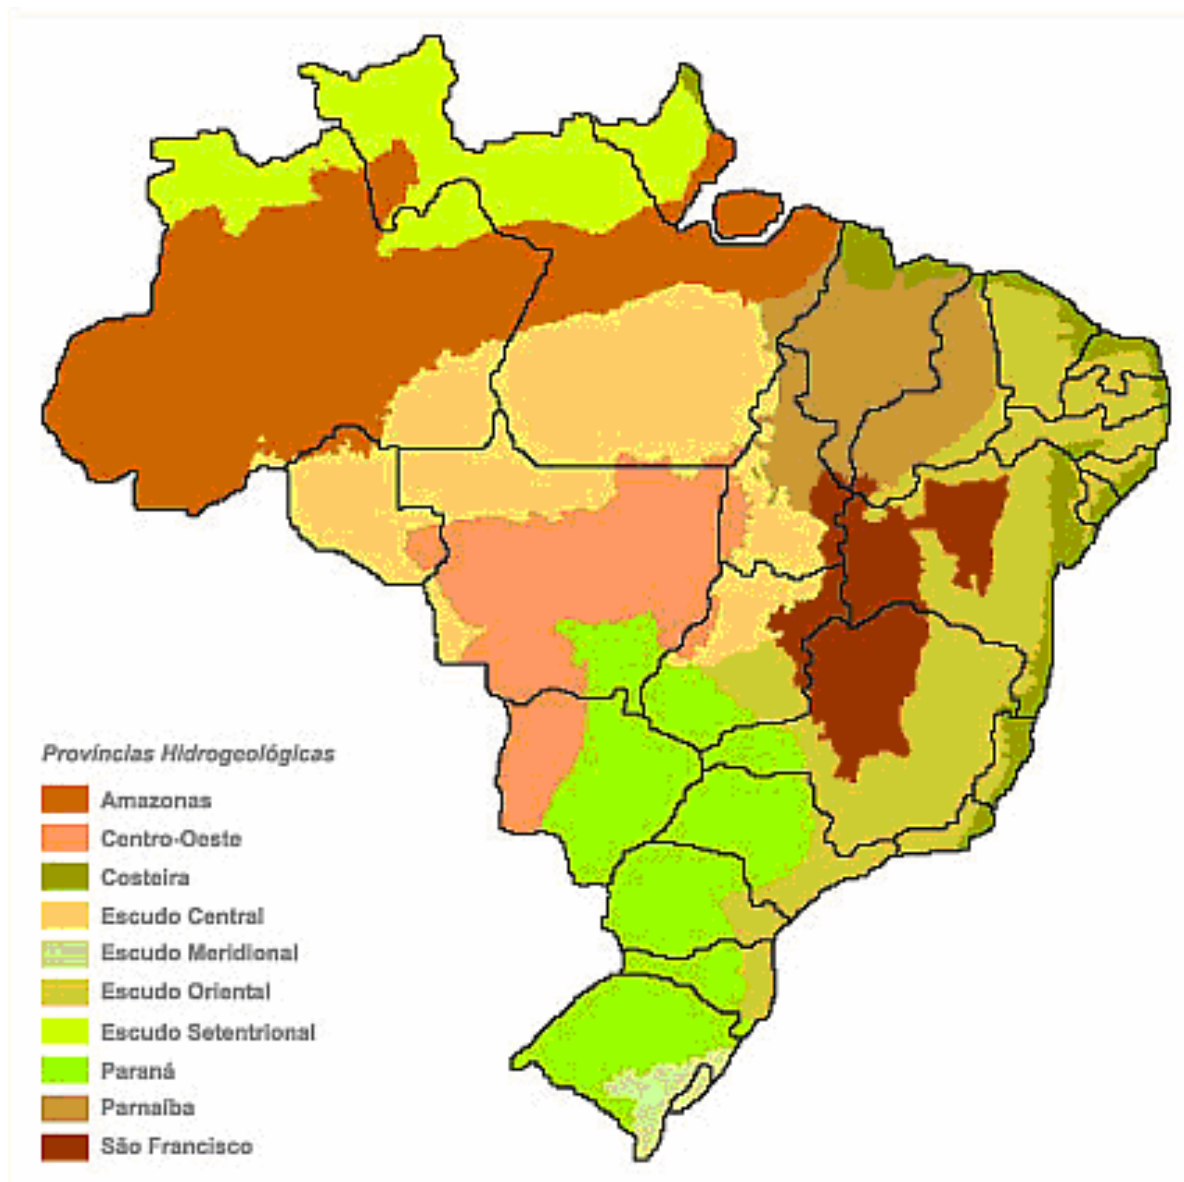 Províncias Hidrogeológicas
Amazonas
Centro-Oeste
Costeira
Escudo Central
Escudo Meridional
Escudo Oriental
Escudo Setentrional
Paraná
Parnaíba
São Francisco